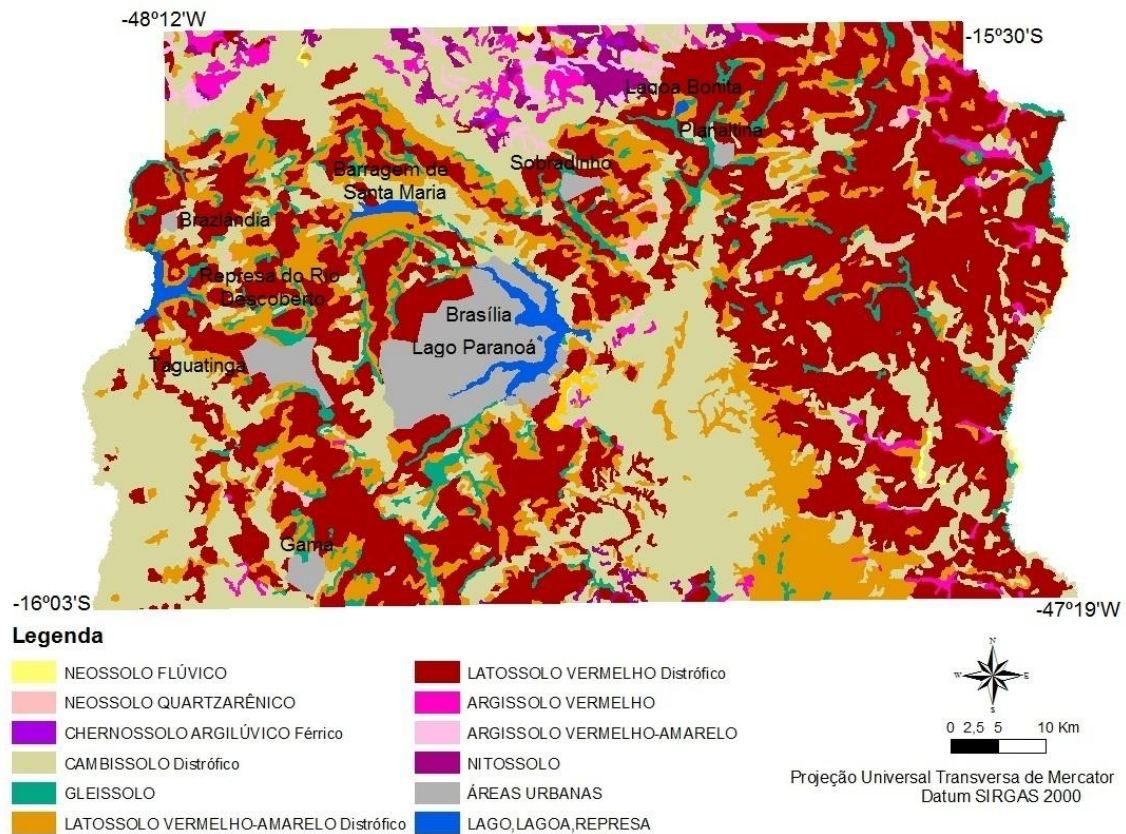 -48º12'W
-15º30'S
Lagoa Bonita
Planaltina
Sobradinho
Barragem de
Santa Maria
Brazlândia
Represa do Rio
Descoberto
Brasília
Lago Paranoá
Taguatinga
Gama
-16º03'S
-47º19'W
Legenda
NEOSSOLO FLÚVICO
NEOSSOLO QUARTZARÊNICO
CHERNOSSOLO ARGILÚVICO Férrico
CAMBISSOLO Distrófico
GLEISSOLO
LATOSSOLO VERMELHO-AMARELO Distrófico
LATOSSOLO VERMELHO Distrófico
ARGISSOLO VERMELHO
ARGISSOLO VERMELHO-AMARELO
NITOSSOLO
ÁREAS URBANAS
LAGO,LAGOA,REPRESA
N
W E
S
0 2,5 5 10 Km
Projeção Universal Transversa de Mercator
Datum SIRGAS 2000